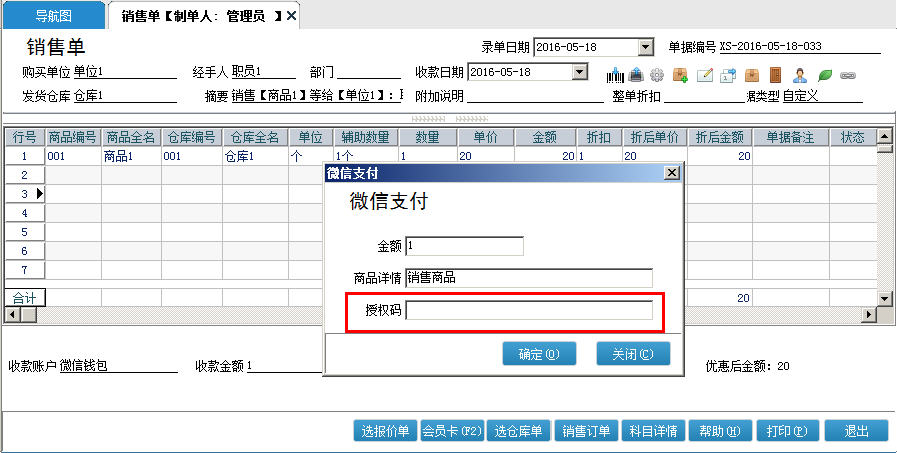 导航图 销售单【制单人: 管理员 】
销售单 录单日期 2016-05-18 单据编号 XS-2016-05-18-033
购买单位 单位1 经手人 职员1 部门 收款日期 2016-05-18
发货仓库 仓库1 摘要 销售【商品1】等给【单位1】: 附加说明 整单折扣 据类型 自定义
行号 商品编号 商品全名 仓库编号 仓库全名 单位 辅助数量 数量 单价 金额 折扣 折后单价 折后金额 单据备注 状态
1 001 商品1 001 仓库1 个 1个 1 20 20 1 20 20
2
3
4
5
6
7
合计 20
微信支付
微信支付
金额 1
商品详情 销售商品
授权码
确定(O) 关闭(C)
收款账户 微信钱包 收款金额 1 优惠后金额: 20
选报价单 会员卡(F2) 选仓库单 销售订单 科目详情 帮助(H) 打印(P) 退出